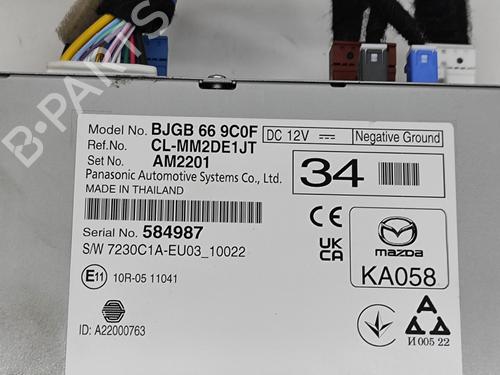 B-PARTS
Model No. BJGB 66 9C0F
DC 12V
Negative Ground
Ref.No. CL-MM2DE1JT
Set No. AM2201
Panasonic Automotive Systems Co., Ltd.
MADE IN THAILAND
34
Serial No. 584987
S/W 7230C1A-EU03_10022
CE
UK
CA
mazda
KA058
E11 10R-05 11041
ID: A22000763
И 005 22